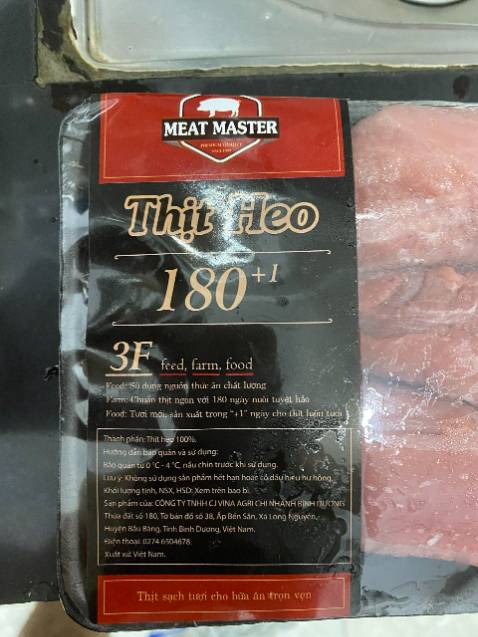 MEAT MASTER
PREMIUM QUALITY
Thịt Heo
180⁺¹
3F feed, farm, food
Feed: Sử dụng nguồn thức ăn chất lượng
Farm: Chuẩn thịt ngon với 180 ngày nuôi tuyệt hảo
Food: Tươi mới, sản xuất trong "+1" ngày cho thịt luôn tươi
Thành phần: Thịt heo 100%.
Hướng dẫn bảo quản và sử dụng:
Bảo quản từ 0 °C - 4 °C, nấu chín trước khi sử dụng.
Lưu ý: Không sử dụng sản phẩm hết hạn hoặc có dấu hiệu hư hỏng.
Khối lượng tịnh, NSX, HSD: Xem trên bao bì.
Sản phẩm của: CÔNG TY TNHH CJ VINA AGRI CHI NHÁNH BÌNH DƯƠNG
Thửa đất số 180, Tờ bản đồ số 38, Ấp Bến Sắn, Xã Long Nguyên,
Huyện Bàu Bàng, Tỉnh Bình Dương, Việt Nam.
Điện thoại: 0274 6504678.
Xuất xứ: Việt Nam.
Thịt sạch tươi cho bữa ăn trọn vẹn